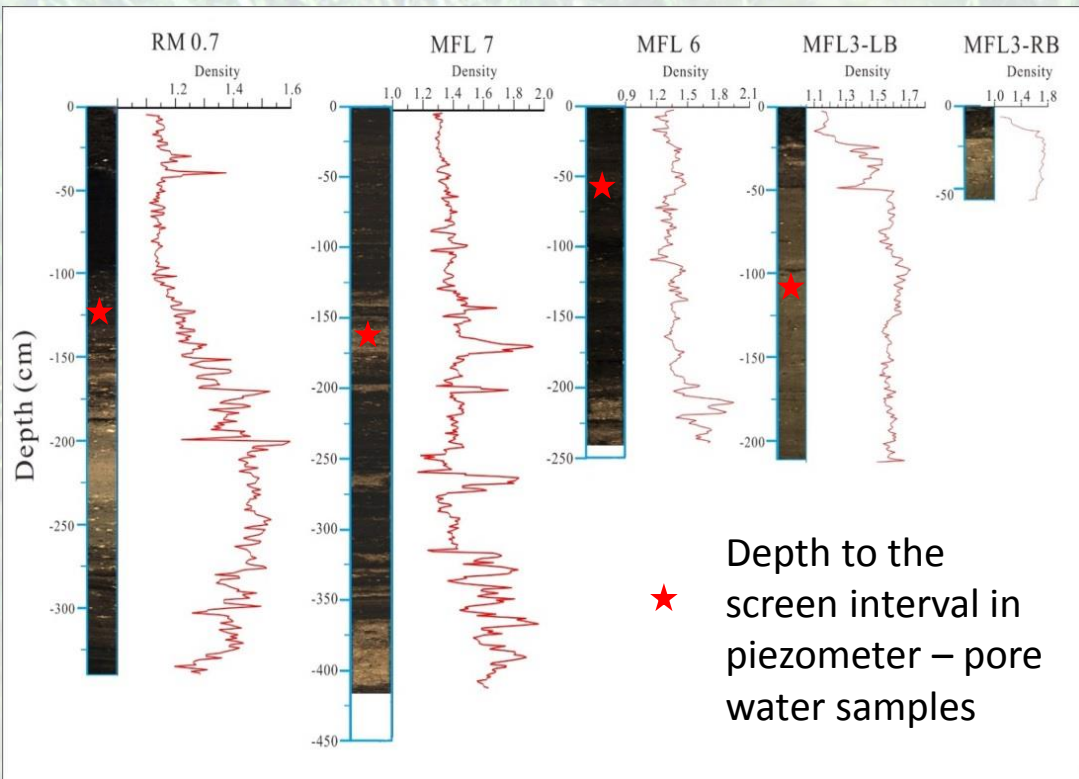 RM 0.7
Density
1.2 1.4 1.6
MFL 7
Density
1.0 1.2 1.4 1.6 1.8 2.0
MFL 6
Density
0.9 1.2 1.5 1.8 2.1
MFL3-LB
Density
1.1 1.3 1.5 1.7
MFL3-RB
Density
1.0 1.4 1.8
Depth (cm)
0
-50
-100
-150
-200
-250
-300
0
-50
-100
-150
-200
-250
-300
-350
-400
-450
0
-50
-100
-150
-200
-250
0
-50
-100
-150
-200
0
-50
Depth to the
screen interval in
piezometer – pore
water samples